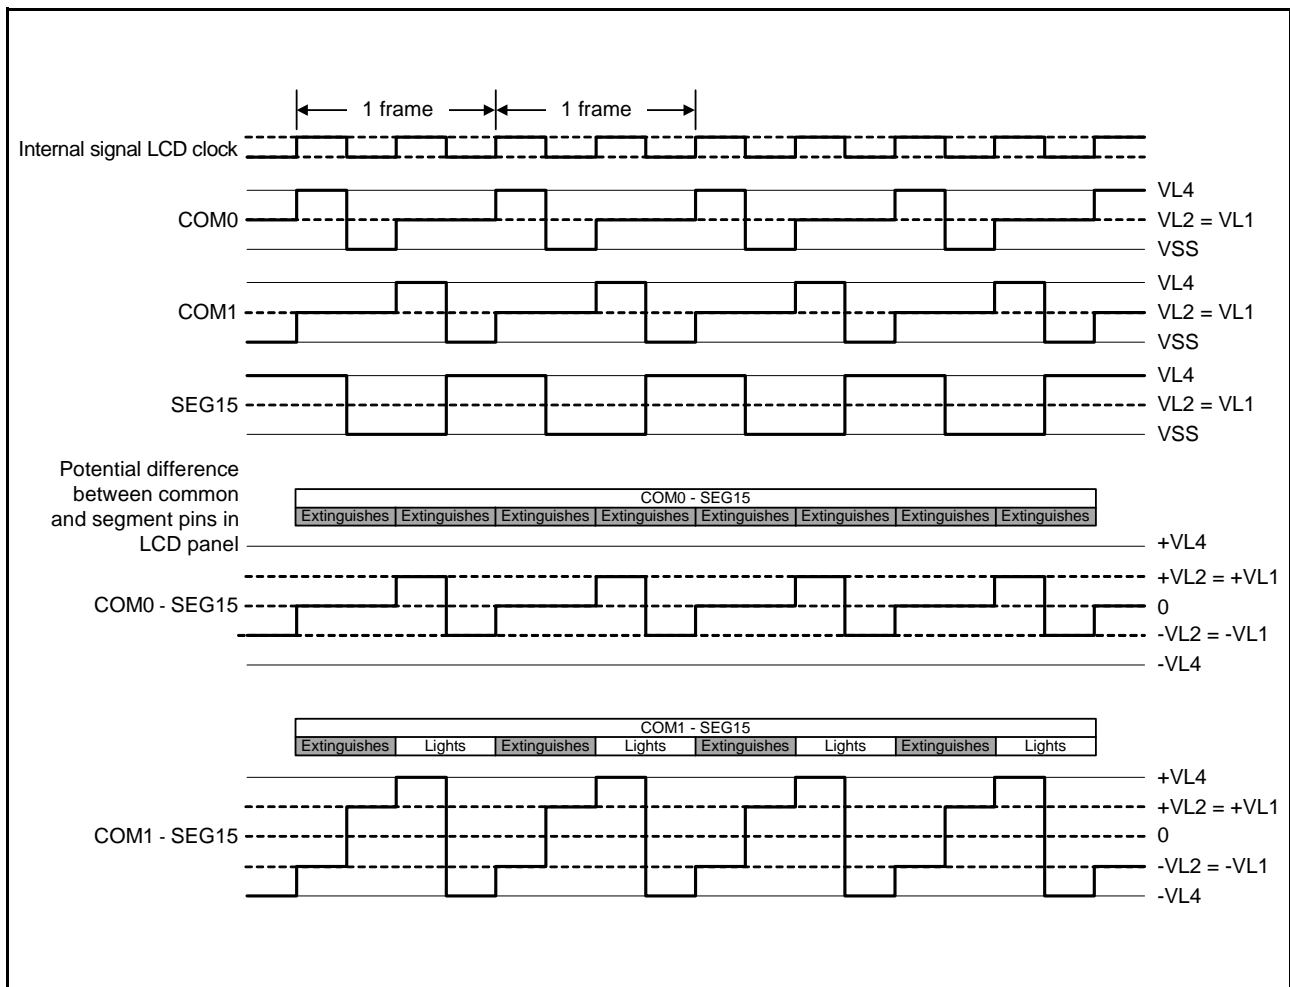 1 frame 1 frame
Internal signal LCD clock
VL4
COM0 VL2 = VL1
VSS
VL4
COM1 VL2 = VL1
VSS
VL4
SEG15 VL2 = VL1
VSS
Potential difference
between common
and segment pins in
LCD panel
COM0 - SEG15
Extinguishes Extinguishes Extinguishes Extinguishes Extinguishes Extinguishes Extinguishes Extinguishes
+VL4
+VL2 = +VL1
COM0 - SEG15 0
-VL2 = -VL1
-VL4
COM1 - SEG15
Extinguishes Lights Extinguishes Lights Extinguishes Lights Extinguishes Lights
+VL4
+VL2 = +VL1
COM1 - SEG15 0
-VL2 = -VL1
-VL4